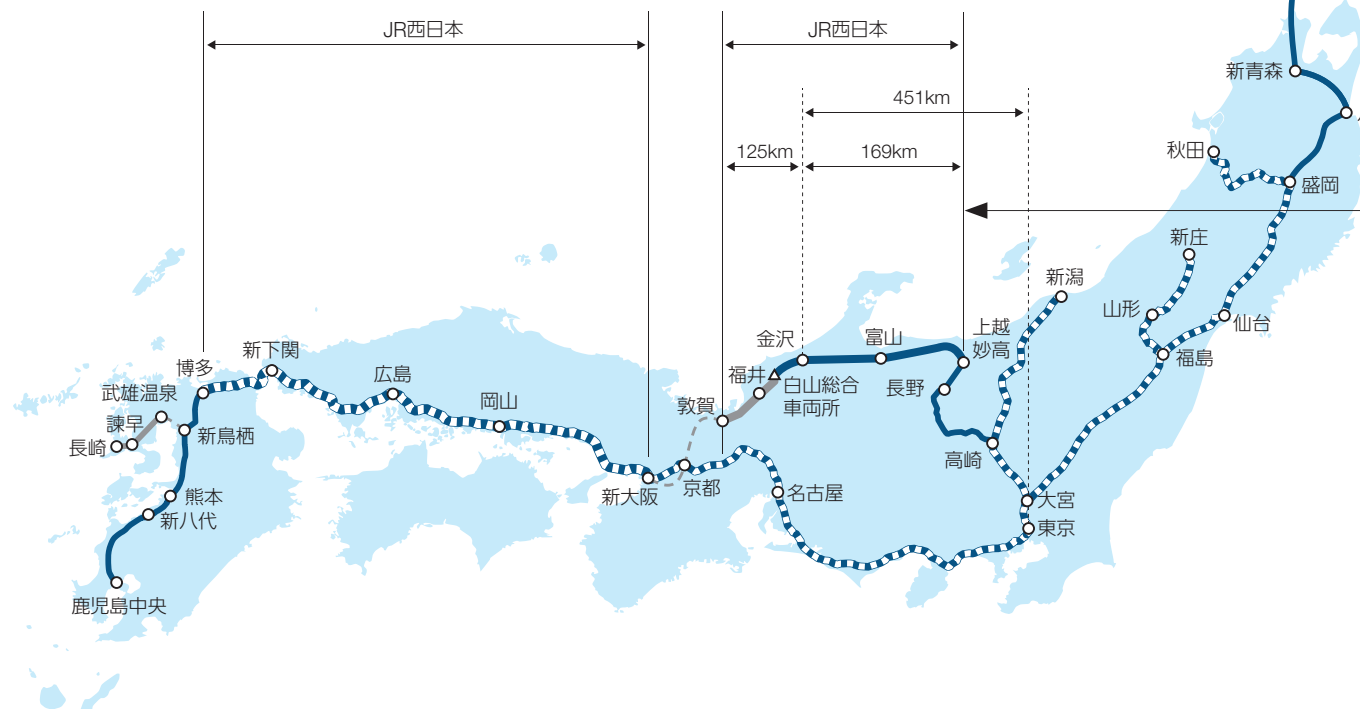 JR西日本
JR西日本
新青森
451km
125km
169km
秋田
盛岡
新庄
新潟
山形
仙台
上越
妙高
金沢
富山
新下関
博多
福島
広島
福井
白山総合
車両所
長野
武雄温泉
岡山
敦賀
諫早
新鳥栖
長崎
高崎
新大阪
京都
名古屋
熊本
大宮
新八代
東京
鹿児島中央